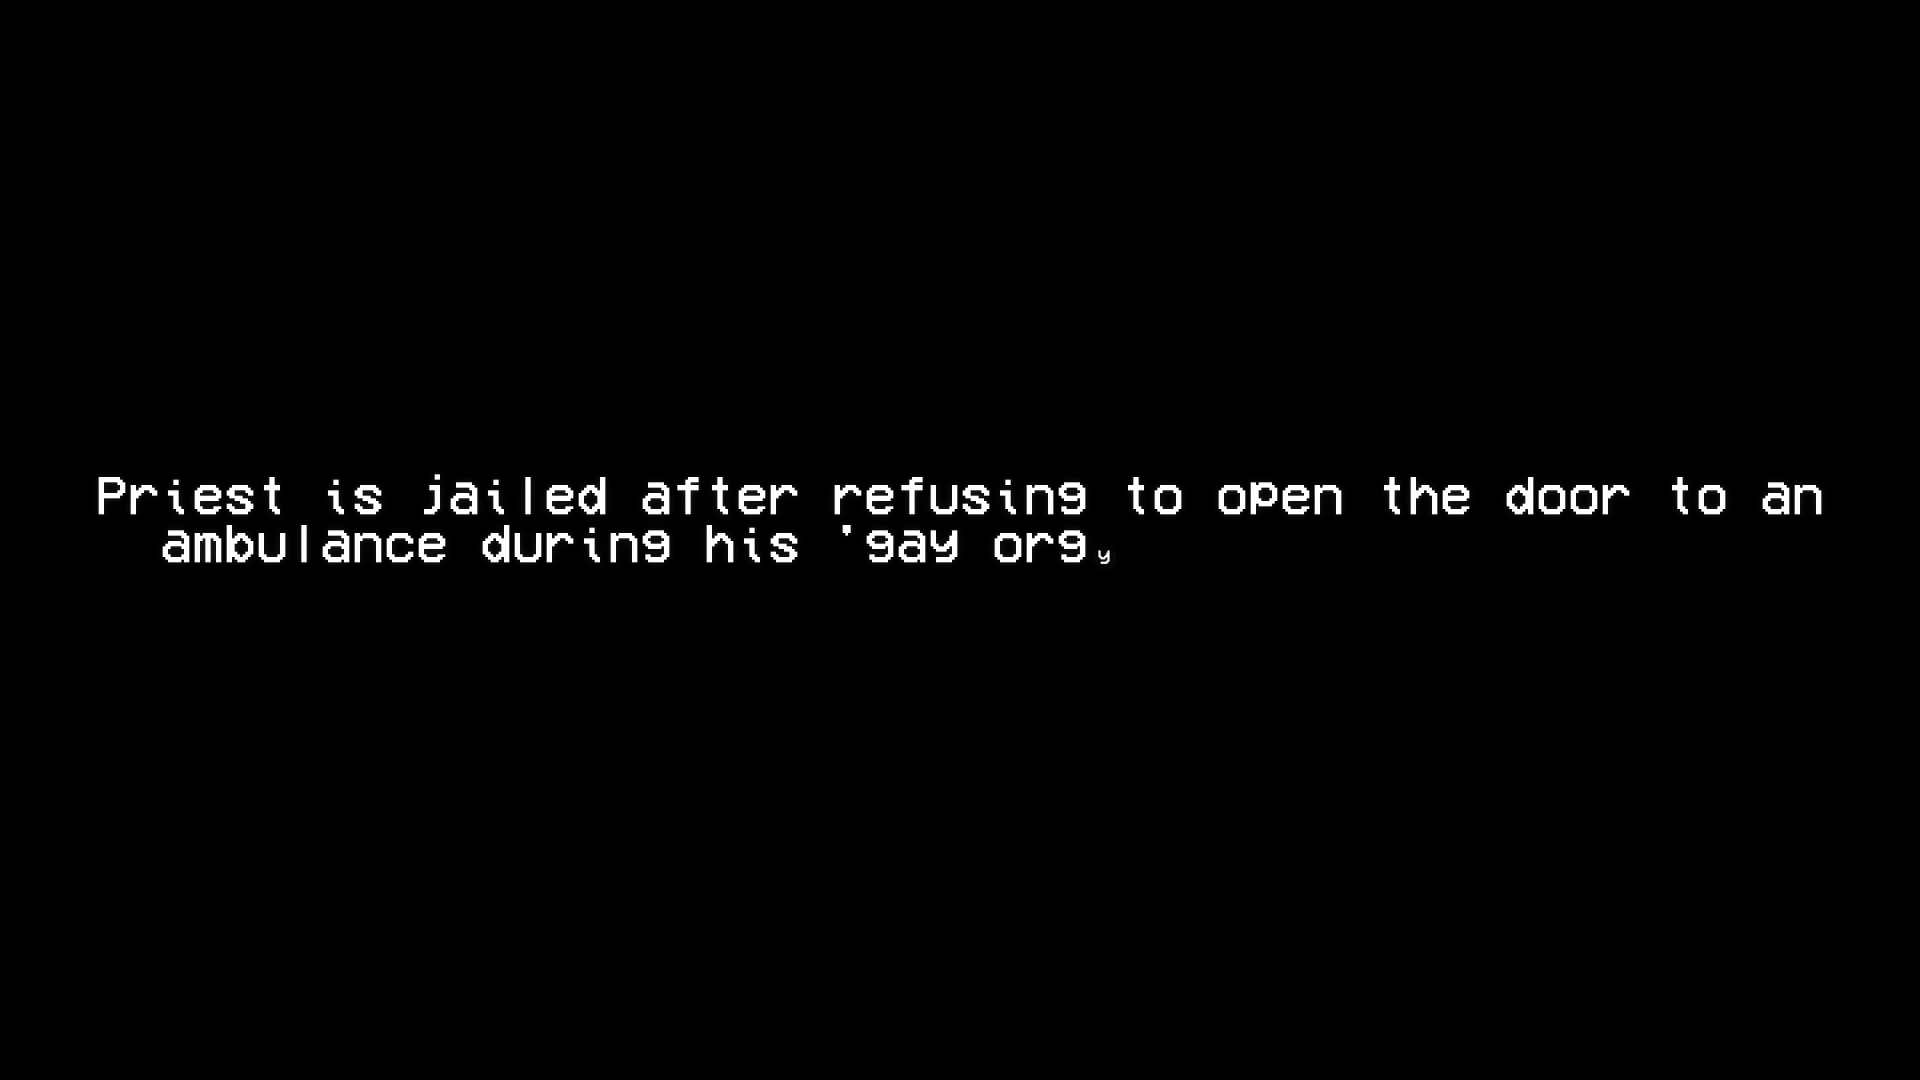 Priest is jailed after refusing to open the door to an
ambulance during his 'gay orgy